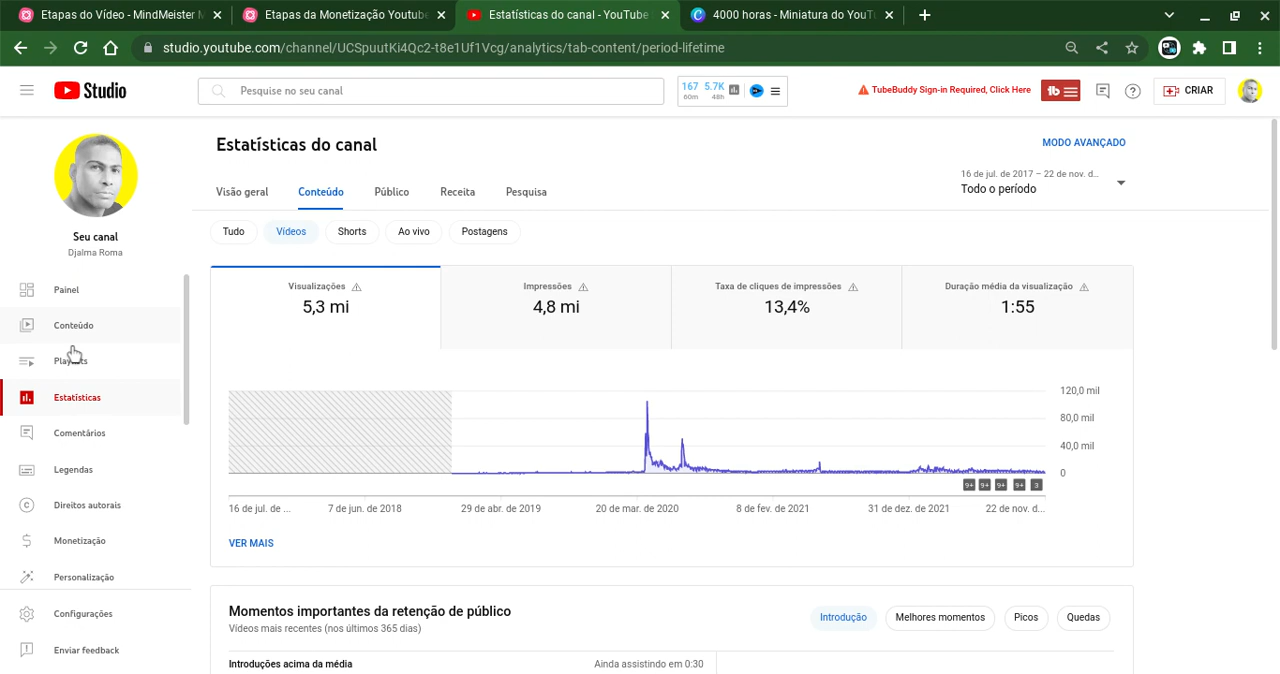 Etapas do Vídeo - MindMeister M
Etapas da Monetização Youtube
Estatísticas do canal - YouTube
4000 horas - Miniatura do YouTu
studio.youtube.com/channel/UCSpuutKi4Qc2-t8e1Uf1Vcg/analytics/tab-content/period-lifetime
Studio
Pesquise no seu canal
167 5.7K
60m 48h
TubeBuddy Sign-in Required, Click Here
tb
CRIAR
Seu canal
Djalma Roma
Painel
Conteúdo
Playlists
Estatísticas
Comentários
Legendas
Direitos autorais
Monetização
Personalização
Configurações
Enviar feedback
Estatísticas do canal
MODO AVANÇADO
Visão geral
Conteúdo
Público
Receita
Pesquisa
16 de jul. de 2017 – 22 de nov. d...
Todo o período
Tudo
Vídeos
Shorts
Ao vivo
Postagens
Visualizações
5,3 mi
Impressões
4,8 mi
Taxa de cliques de impressões
13,4%
Duração média da visualização
1:55
120,0 mil
80,0 mil
40,0 mil
0
9+ 9+ 9+ 9+ 3
16 de jul. de ...
7 de jun. de 2018
29 de abr. de 2019
20 de mar. de 2020
8 de fev. de 2021
31 de dez. de 2021
22 de nov. d...
VER MAIS
Momentos importantes da retenção de público
Vídeos mais recentes (nos últimos 365 dias)
Introdução
Melhores momentos
Picos
Quedas
Introduções acima da média
Ainda assistindo em 0:30